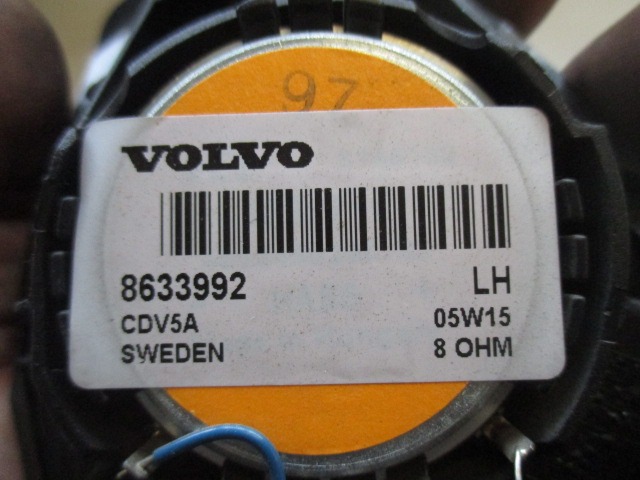 97
VOLVO
8633992 LH
CDV5A 05W15
SWEDEN 8 OHM